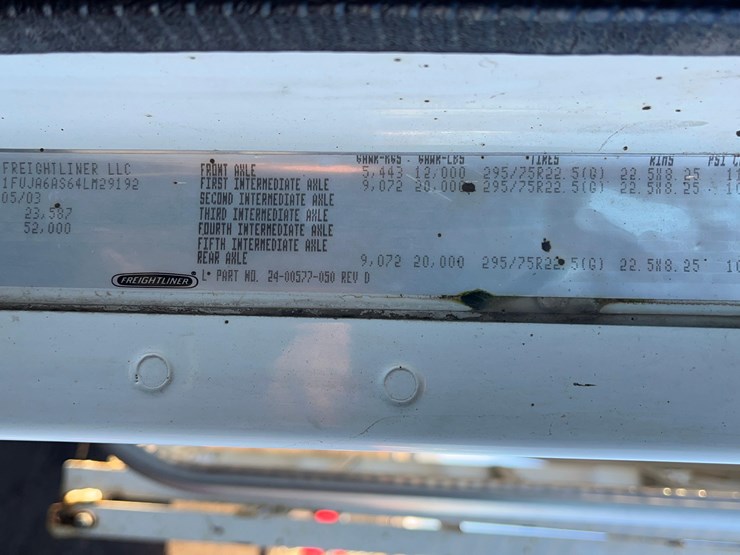 GAWR-KGS GAWR-LBS TIRES RIMS PSI
FREIGHTLINER LLC FRONT AXLE 5,443 12,000 295/75R22.5(G) 22.5X8.25
1FUJA6AS64LM29192 FIRST INTERMEDIATE AXLE 9,072 20,000 295/75R22.5(G) 22.5X8.25
05/03 SECOND INTERMEDIATE AXLE
23,587 THIRD INTERMEDIATE AXLE
52,000 FOURTH INTERMEDIATE AXLE
FIFTH INTERMEDIATE AXLE
REAR AXLE 9,072 20,000 295/75R22.5(G) 22.5X8.25
FREIGHTLINER PART NO. 24-00577-050 REV D